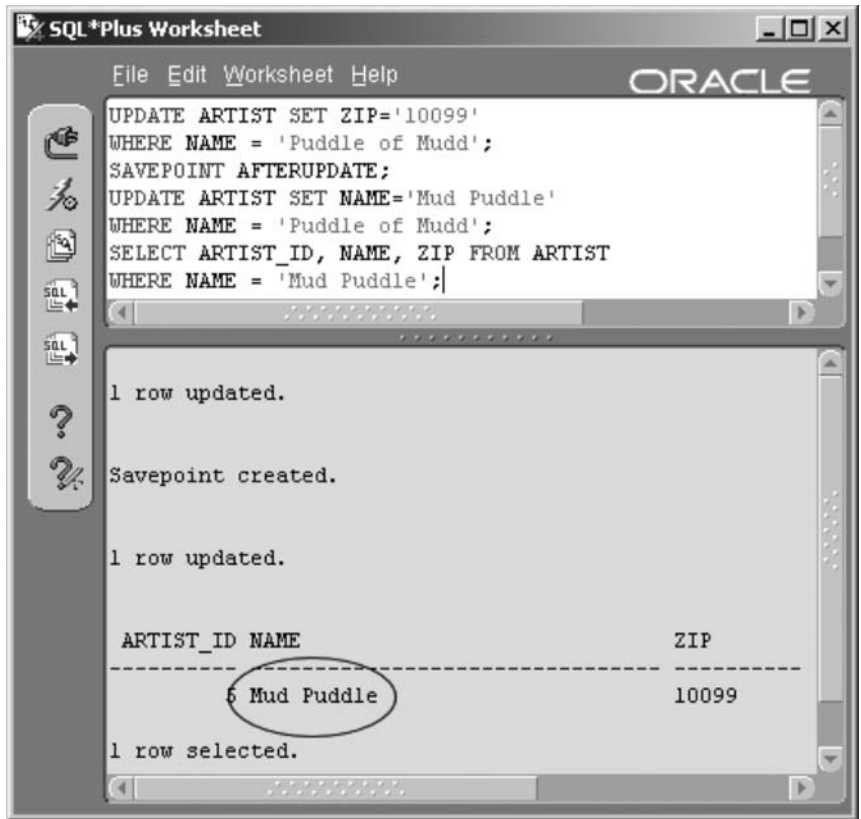 SQL*Plus Worksheet
File Edit Worksheet Help
ORACLE
UPDATE ARTIST SET ZIP='10099'
WHERE NAME = 'Puddle of Mudd';
SAVEPOINT AFTERUPDATE;
UPDATE ARTIST SET NAME='Mud Puddle'
WHERE NAME = 'Puddle of Mudd';
SELECT ARTIST_ID, NAME, ZIP FROM ARTIST
WHERE NAME = 'Mud Puddle';
SQL
SQL
1 row updated.
Savepoint created.
1 row updated.
ARTIST_ID NAME ZIP
---------- ---------------------------------------- ----------
5 Mud Puddle 10099
1 row selected.